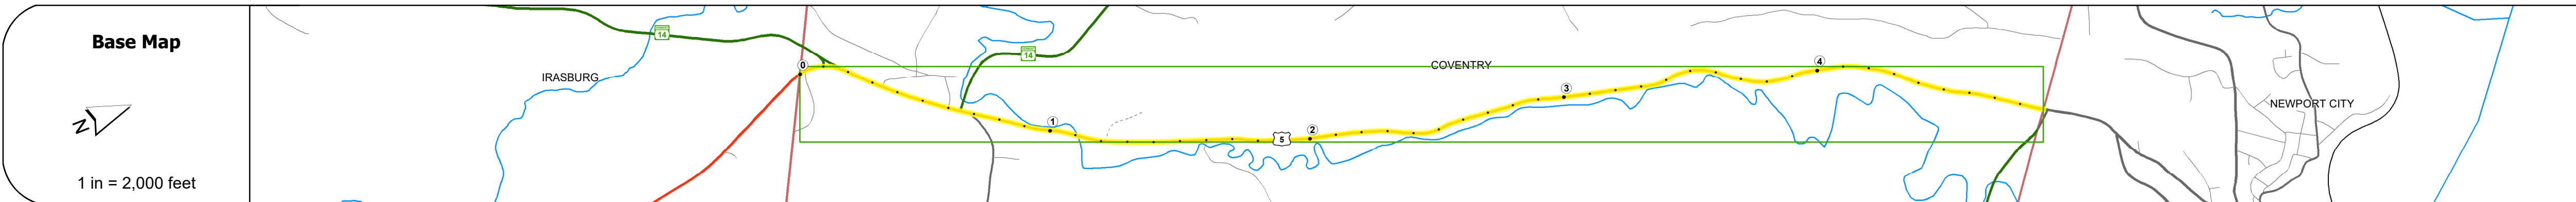 Base Map
N
1 in = 2,000 feet
IRASBURG
14
0
14
1
5
2
COVENTRY
3
4
NEWPORT CITY